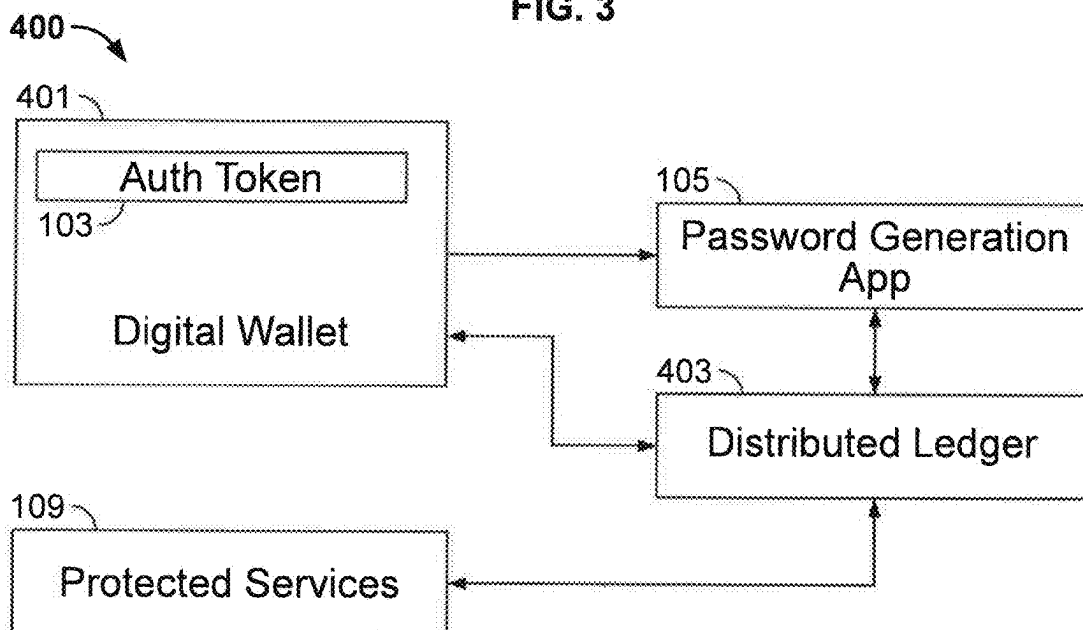 FIG. 3
400
401
Auth Token
103
Digital Wallet
105
Password Generation
App
403
Distributed Ledger
109
Protected Services